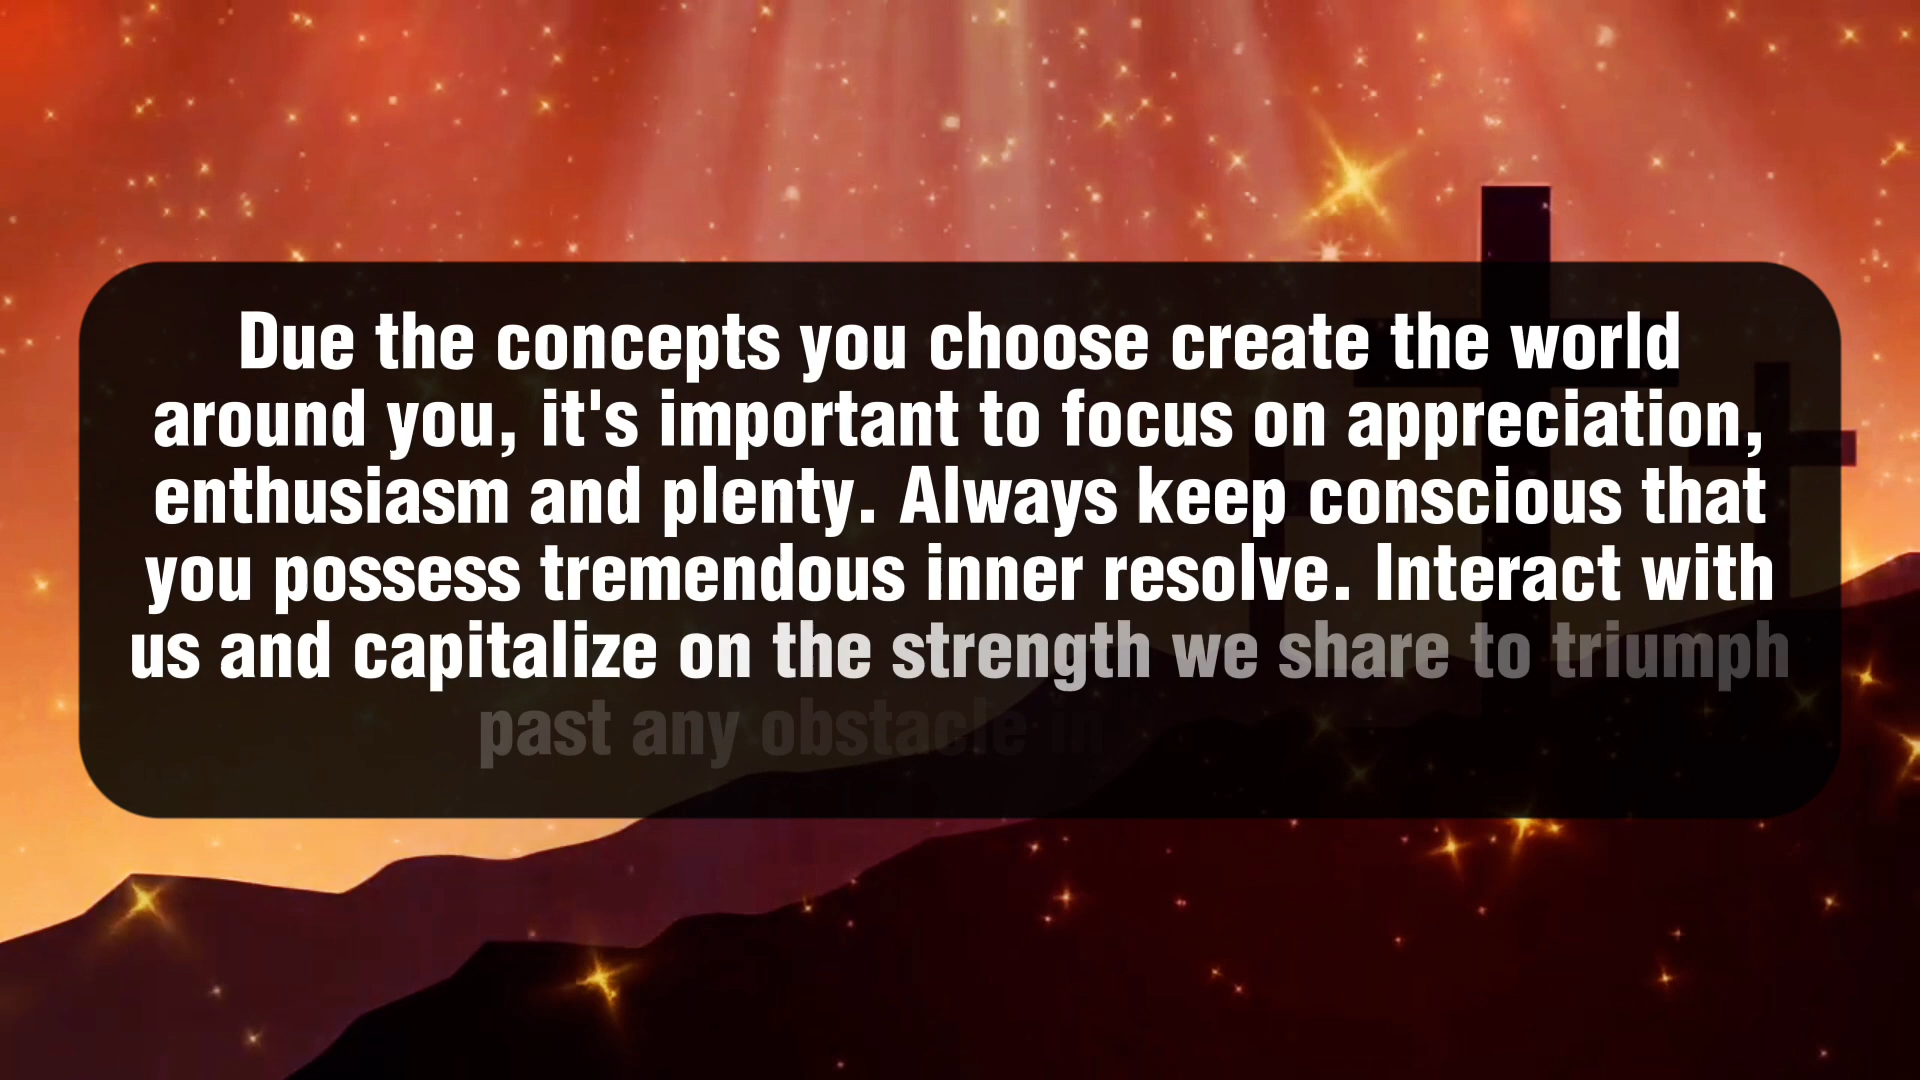 Due the concepts you choose create the world
around you, it's important to focus on appreciation,
enthusiasm and plenty. Always keep conscious that
you possess tremendous inner resolve. Interact with
us and capitalize on the strength we share to triumph
past any obstacle in